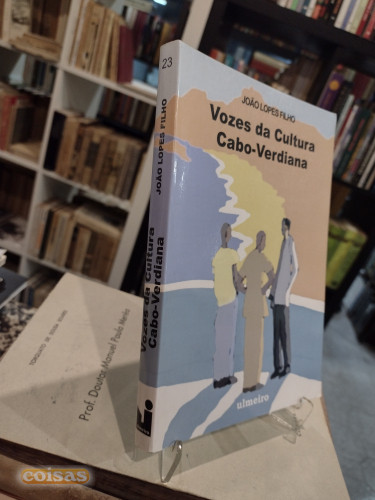 23
JOÃO LOPES FILHO
Vozes da Cultura
Cabo-Verdiana
JOÃO LOPES FILHO
Vozes da Cultura
Cabo-Verdiana
ulmeiro
Prof. Doutor Manuel Paulo Merêa
coisas